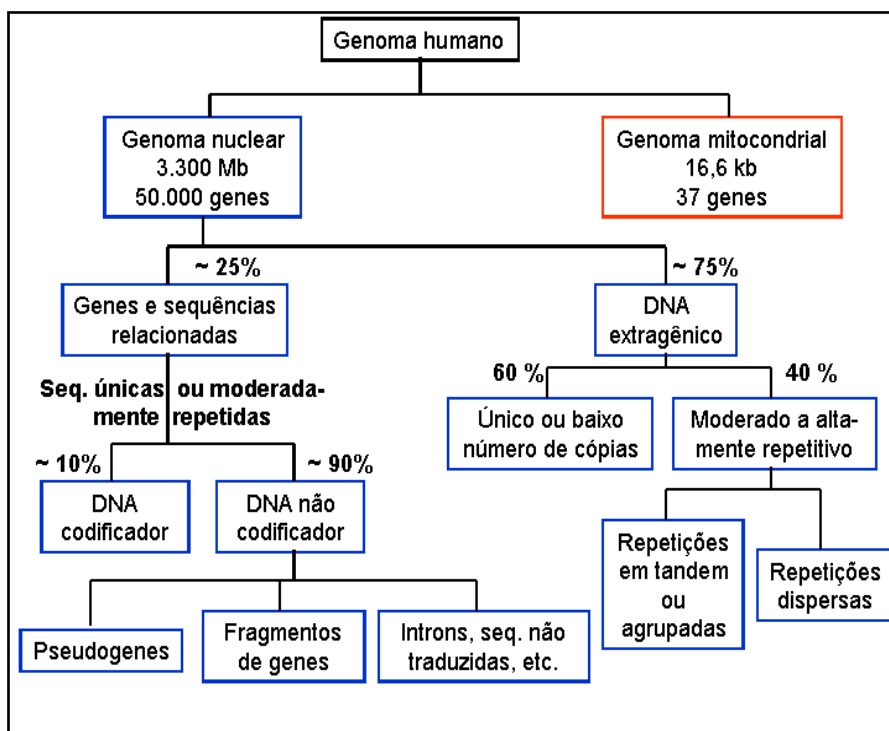 Genoma humano
Genoma nuclear
3.300 Mb
50.000 genes
Genoma mitocondrial
16,6 kb
37 genes
~ 25%
~ 75%
Genes e sequências
relacionadas
DNA
extragênico
Seq. únicas ou moderada-
mente repetidas
60 %
40 %
Único ou baixo
número de cópias
Moderado a alta-
mente repetitivo
~ 10%
~ 90%
DNA
codificador
DNA não
codificador
Repetições
em tandem
ou
agrupadas
Repetições
dispersas
Pseudogenes
Fragmentos
de genes
Introns, seq. não
traduzidas, etc.